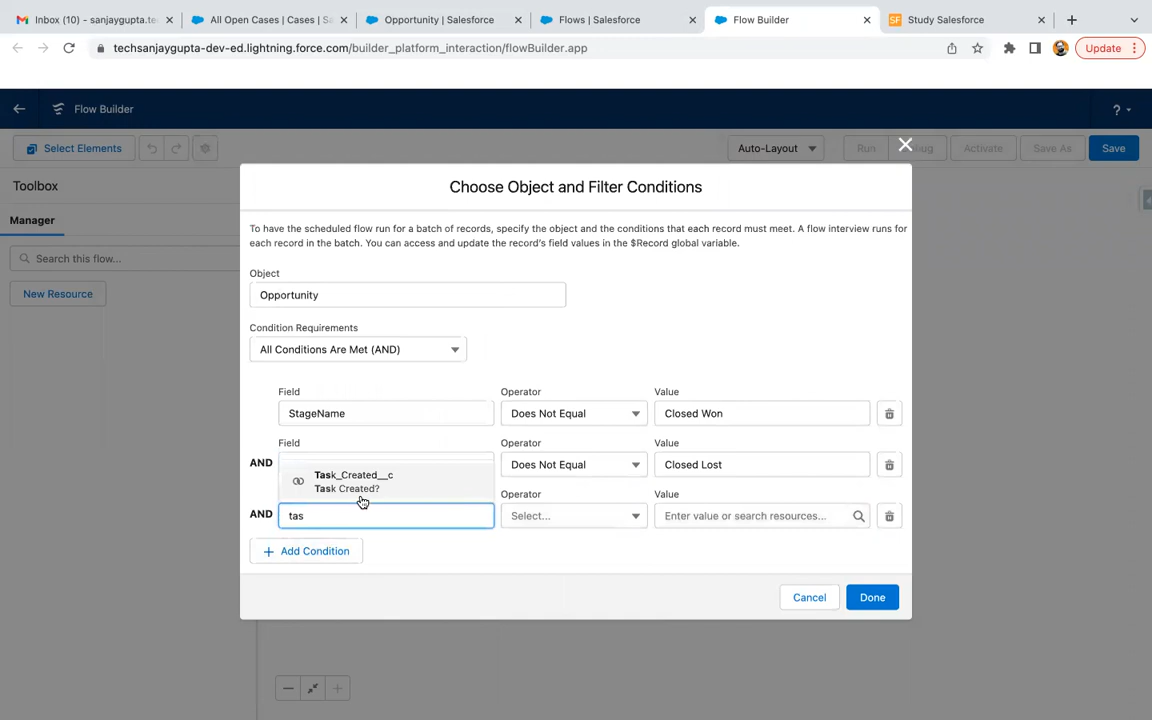 Inbox (10) – sanjaygupta.te
All Open Cases | Cases | Sa
Opportunity | Salesforce
Flows | Salesforce
Flow Builder
SF
Study Salesforce
techsanjaygupta-dev-ed.lightning.force.com/builder_platform_interaction/flowBuilder.app
Update
Flow Builder
?
Select Elements
Auto-Layout
Run
Debug
Activate
Save As
Save
Toolbox
Manager
Search this flow...
New Resource
Choose Object and Filter Conditions
To have the scheduled flow run for a batch of records, specify the object and the conditions that each record must meet. A flow interview runs for
each record in the batch. You can access and update the record's field values in the $Record global variable.
Object
Opportunity
Condition Requirements
All Conditions Are Met (AND)
Field
Operator
Value
StageName
Does Not Equal
Closed Won
Field
Operator
Value
AND
Does Not Equal
Closed Lost
Task_Created__c
Task Created?
Operator
Value
AND
tas
Select...
Enter value or search resources...
Add Condition
Cancel
Done